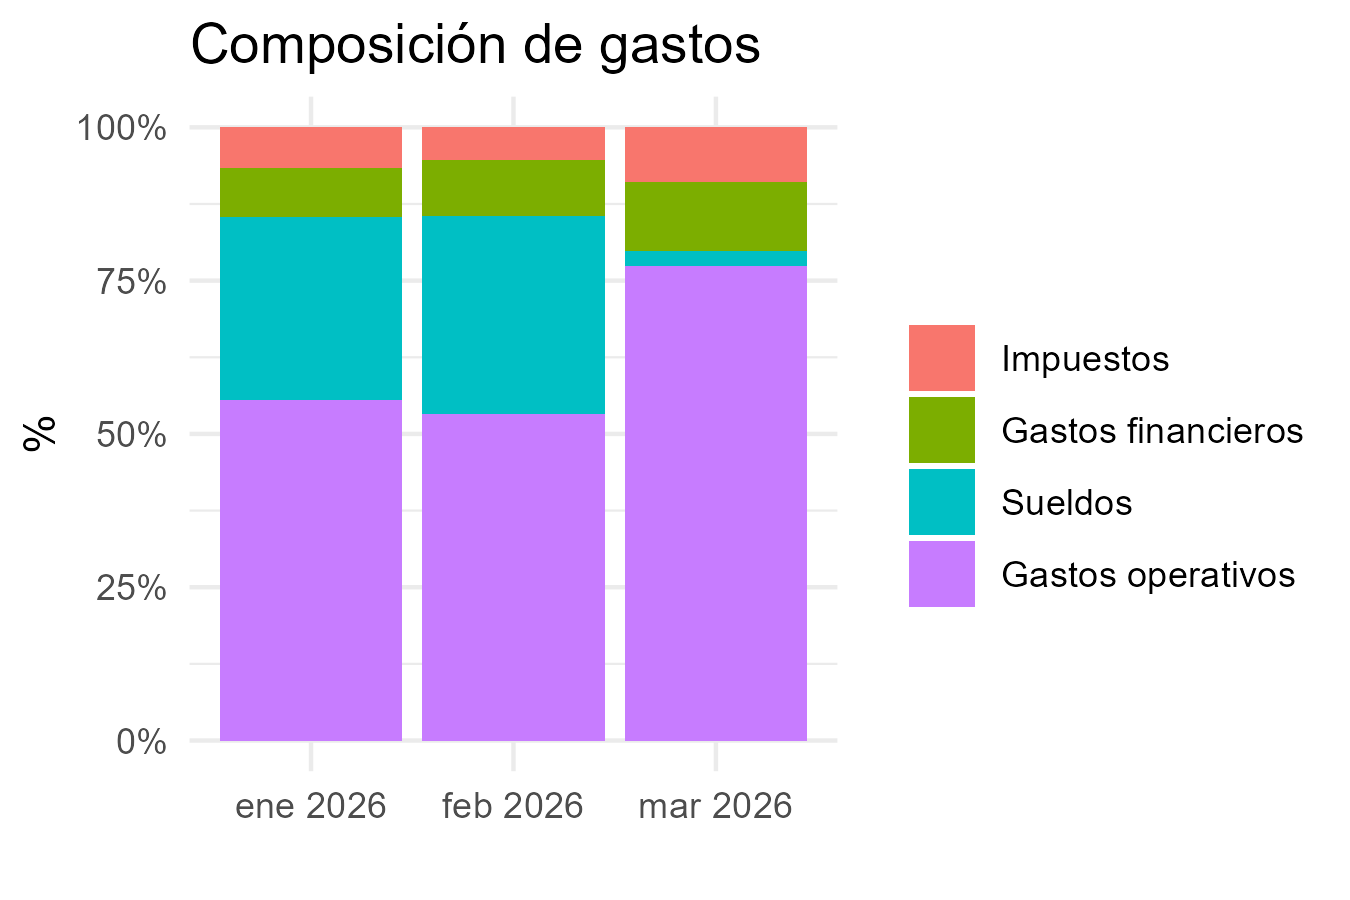 Composición de gastos
100%
75%
50%
25%
0%
%
ene 2026
feb 2026
mar 2026
Impuestos
Gastos financieros
Sueldos
Gastos operativos